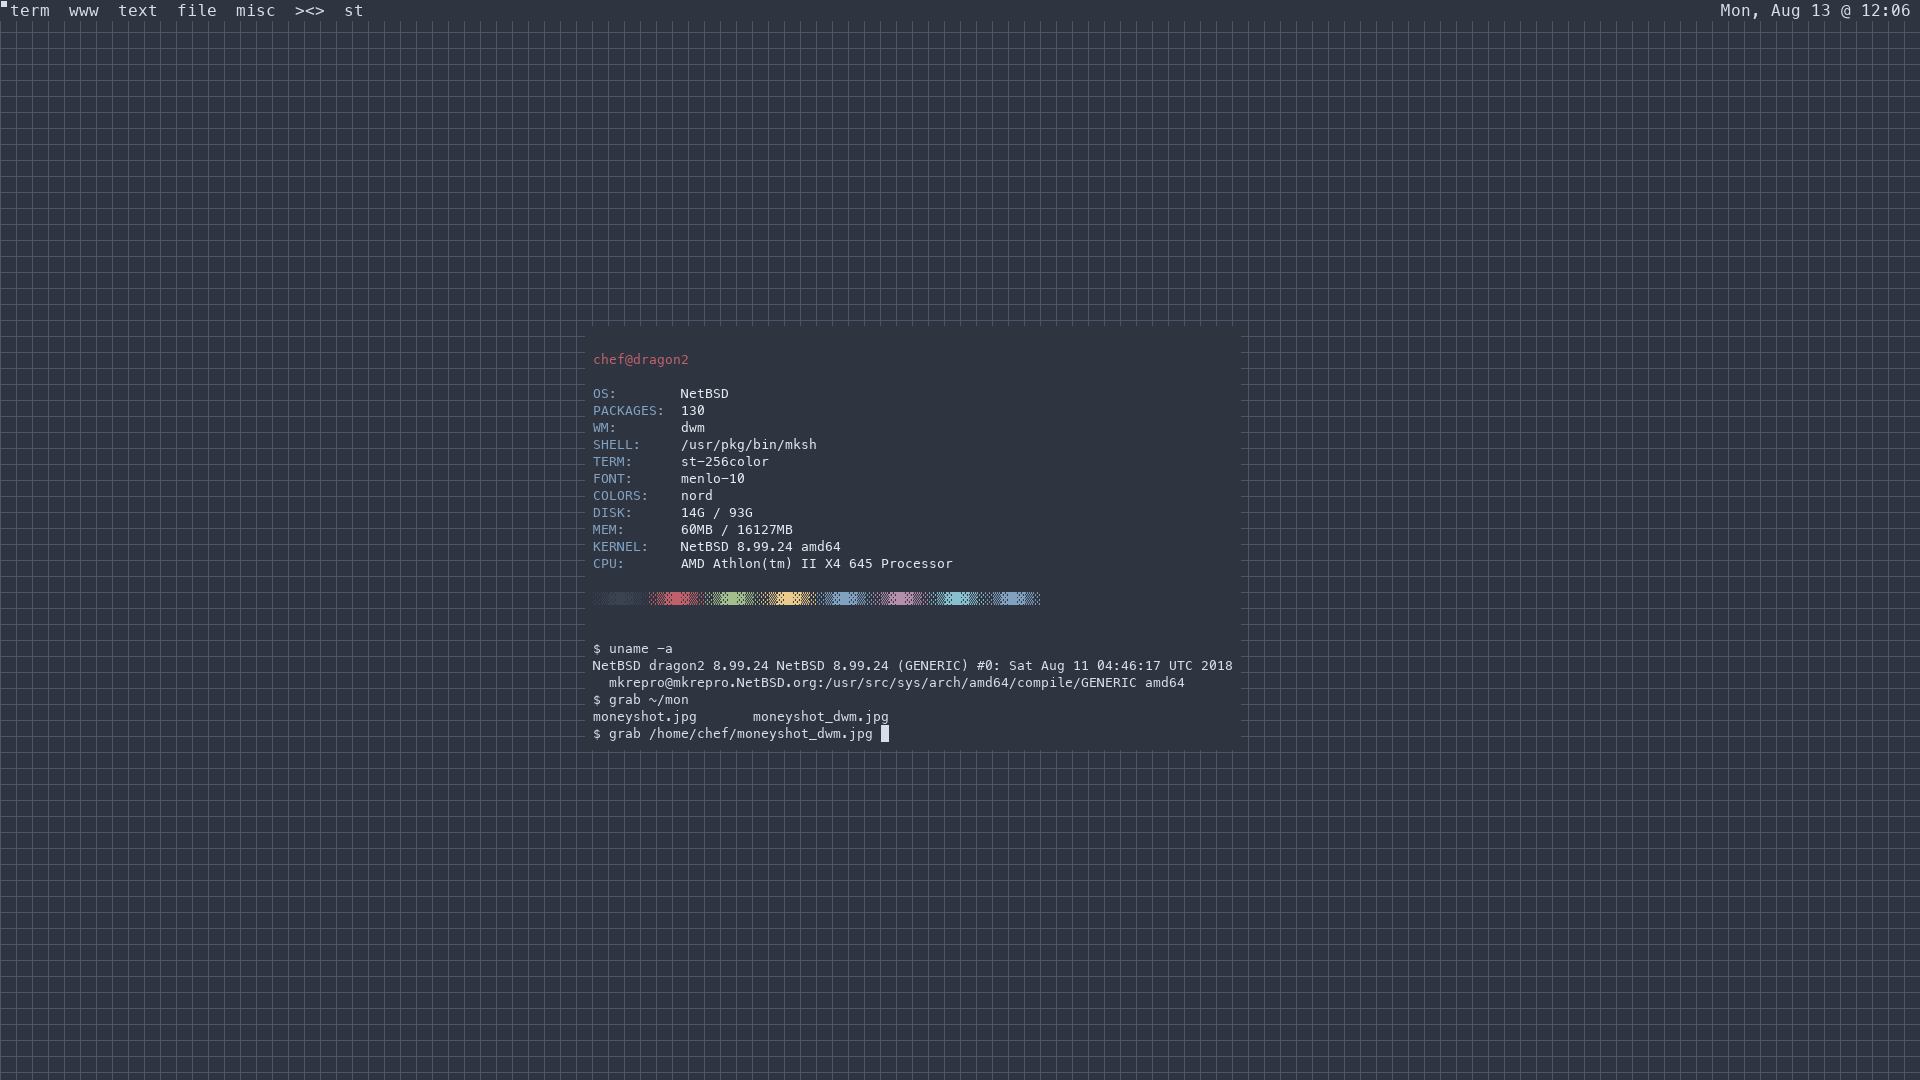 term www text file misc ><> st Mon, Aug 13 @ 12:06
chef@dragon2
OS: NetBSD
PACKAGES: 130
WM: dwm
SHELL: /usr/pkg/bin/mksh
TERM: st-256color
FONT: menlo-10
COLORS: nord
DISK: 14G / 93G
MEM: 60MB / 16127MB
KERNEL: NetBSD 8.99.24 amd64
CPU: AMD Athlon(tm) II X4 645 Processor
$ uname -a
NetBSD dragon2 8.99.24 NetBSD 8.99.24 (GENERIC) #0: Sat Aug 11 04:46:17 UTC 2018
mkrepro@mkrepro.NetBSD.org:/usr/src/sys/arch/amd64/compile/GENERIC amd64
$ grab ~/mon
moneyshot.jpg moneyshot_dwm.jpg
$ grab /home/chef/moneyshot_dwm.jpg